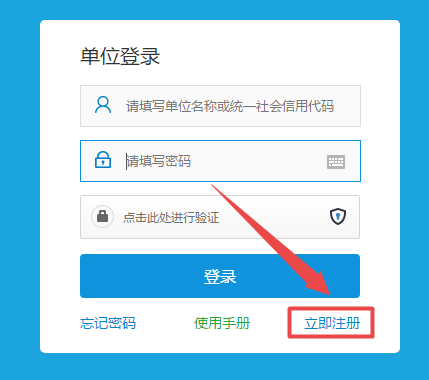 单位登录
请填写单位名称或统一社会信用代码
请填写密码
点击此处进行验证
登录
忘记密码 使用手册 立即注册